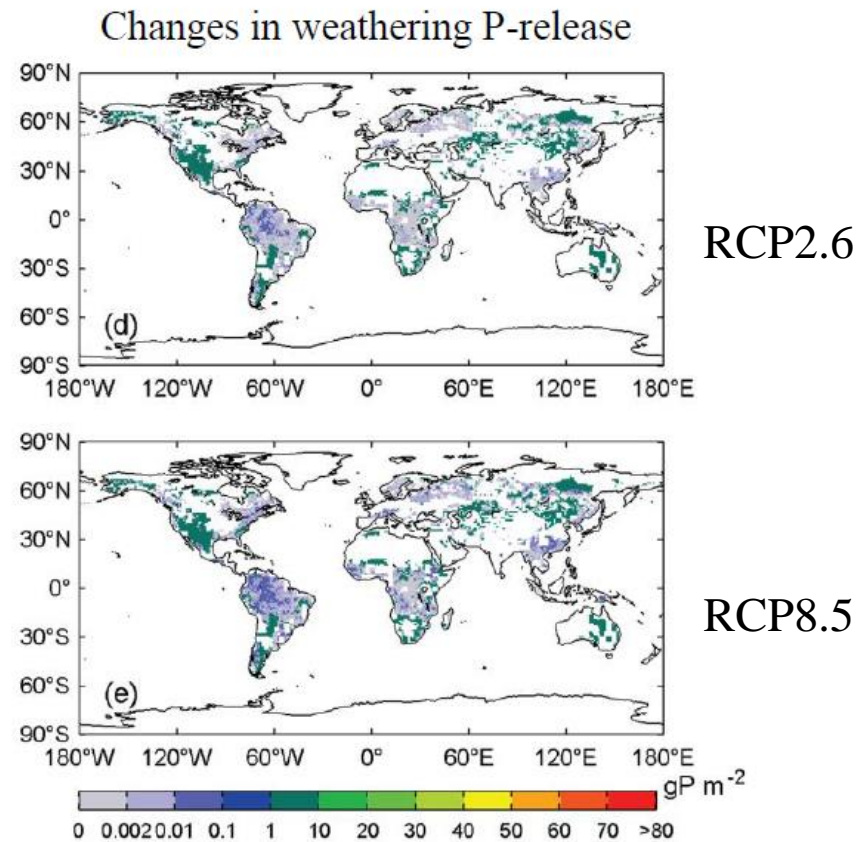 Changes in weathering P-release
90°N
60°N
30°N
0°
30°S
60°S
90°S
(d)
180°W 120°W 60°W 0° 60°E 120°E 180°E
RCP2.6
90°N
60°N
30°N
0°
30°S
60°S
90°S
(e)
180°W 120°W 60°W 0° 60°E 120°E 180°E
RCP8.5
gP m⁻²
0 0.002 0.01 0.1 1 10 20 30 40 50 60 70 >80